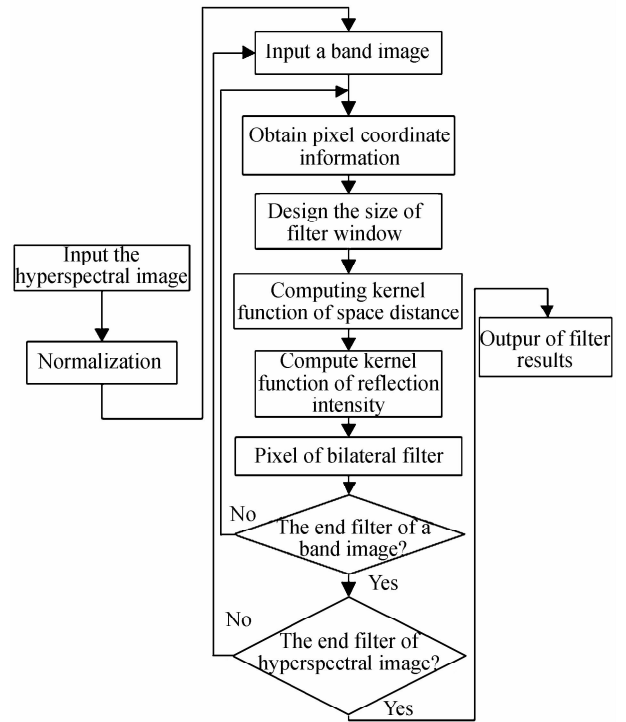 Input a band image
Obtain pixel coordinate
information
Design the size of
filter window
Input the
hyperspectral image
Computing kernel
function of space distance
Outpur of filter
results
Normalization
Compute kernel
function of reflection
intensity
Pixel of bilateral filter
No
The end filter of a
band image?
Yes
No
The end filter of
hyperspectral image?
Yes